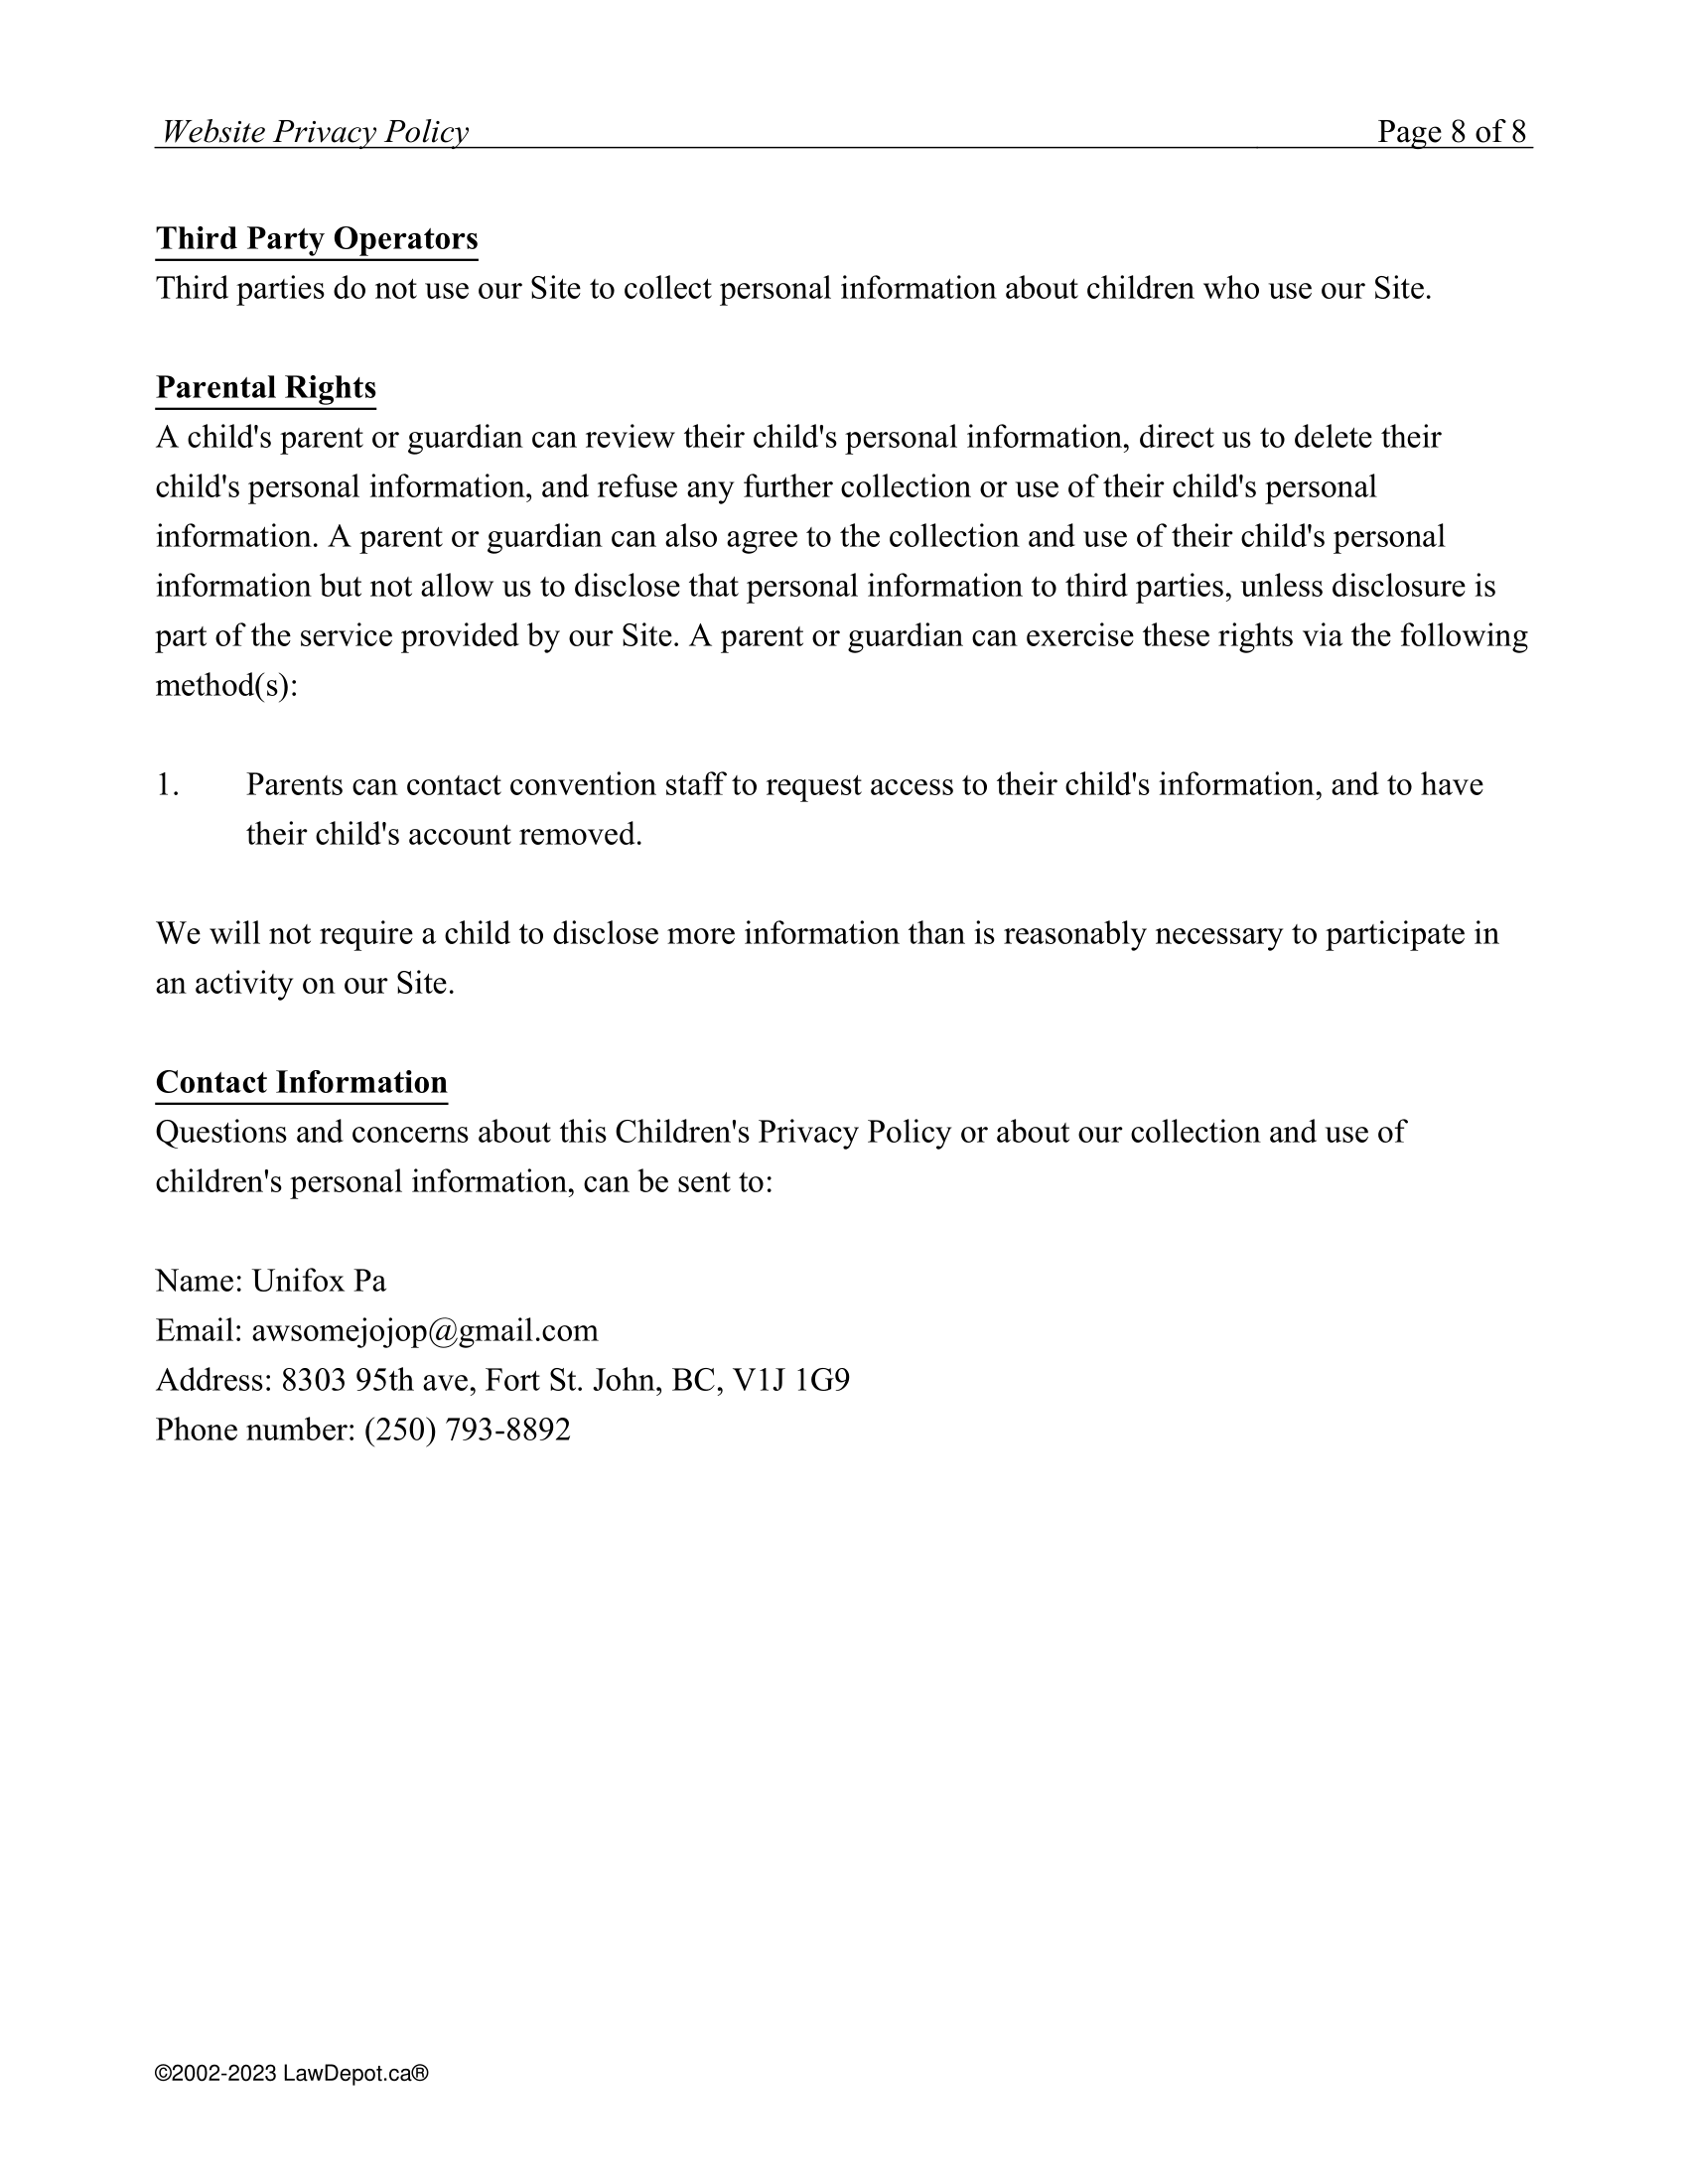 Website Privacy Policy Page 8 of 8
Third Party Operators
Third parties do not use our Site to collect personal information about children who use our Site.
Parental Rights
A child's parent or guardian can review their child's personal information, direct us to delete their
child's personal information, and refuse any further collection or use of their child's personal
information. A parent or guardian can also agree to the collection and use of their child's personal
information but not allow us to disclose that personal information to third parties, unless disclosure is
part of the service provided by our Site. A parent or guardian can exercise these rights via the following
method(s):
1. Parents can contact convention staff to request access to their child's information, and to have
their child's account removed.
We will not require a child to disclose more information than is reasonably necessary to participate in
an activity on our Site.
Contact Information
Questions and concerns about this Children's Privacy Policy or about our collection and use of
children's personal information, can be sent to:
Name: Unifox Pa
Email: awsomejojop@gmail.com
Address: 8303 95th ave, Fort St. John, BC, V1J 1G9
Phone number: (250) 793-8892
©2002-2023 LawDepot.ca®